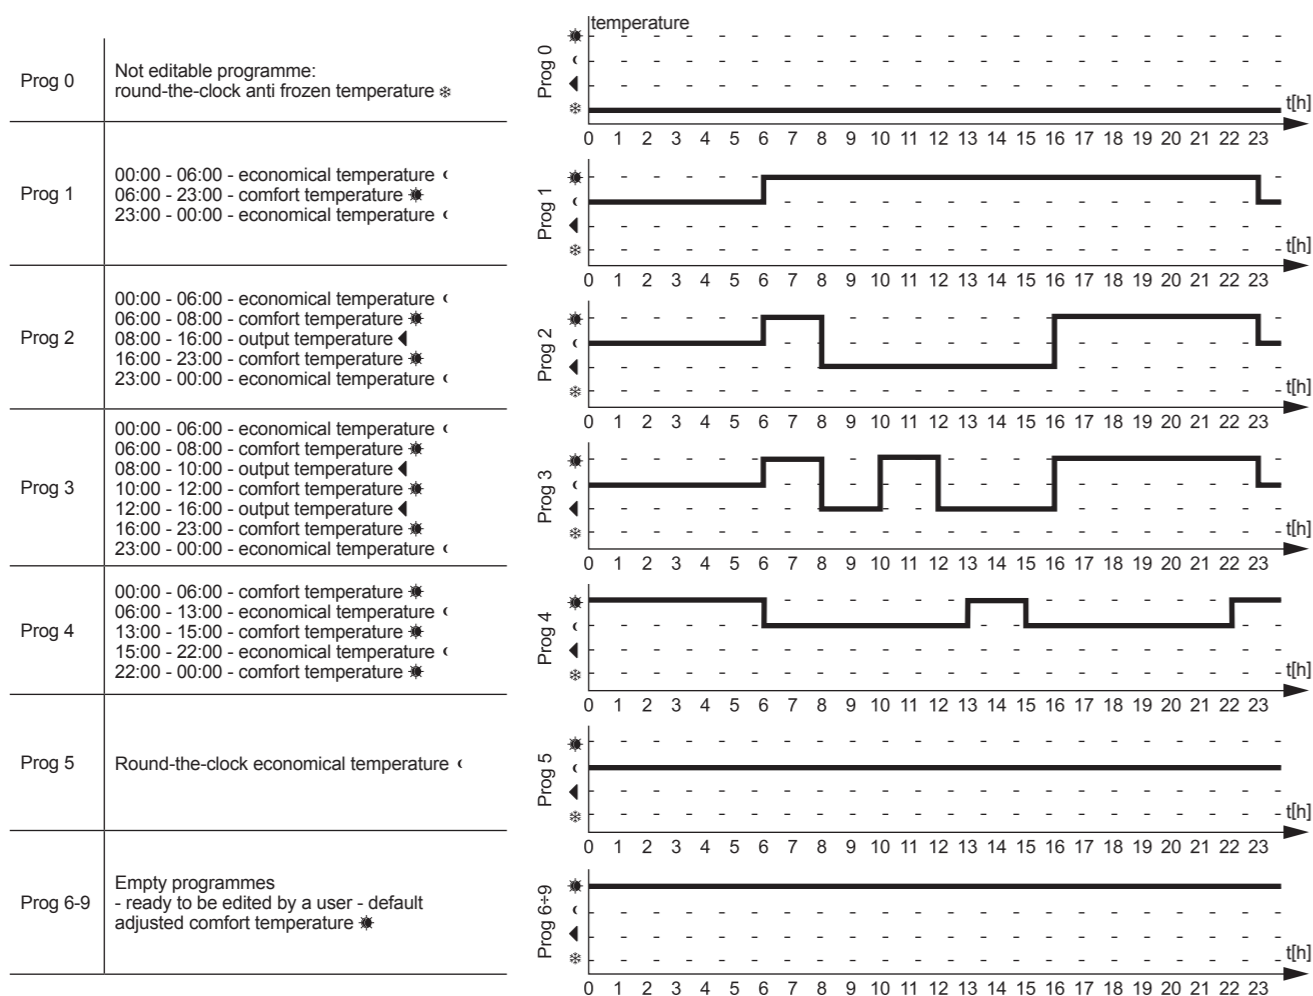 Prog 0
Not editable programme:
round-the-clock anti frozen temperature ❄
Prog 1
00:00 - 06:00 - economical temperature ☾
06:00 - 23:00 - comfort temperature ☀
23:00 - 00:00 - economical temperature ☾
Prog 2
00:00 - 06:00 - economical temperature ☾
06:00 - 08:00 - comfort temperature ☀
08:00 - 16:00 - output temperature ◀
16:00 - 23:00 - comfort temperature ☀
23:00 - 00:00 - economical temperature ☾
Prog 3
00:00 - 06:00 - economical temperature ☾
06:00 - 08:00 - comfort temperature ☀
08:00 - 10:00 - output temperature ◀
10:00 - 12:00 - comfort temperature ☀
12:00 - 16:00 - output temperature ◀
16:00 - 23:00 - comfort temperature ☀
23:00 - 00:00 - economical temperature ☾
Prog 4
00:00 - 06:00 - comfort temperature ☀
06:00 - 13:00 - economical temperature ☾
13:00 - 15:00 - comfort temperature ☀
15:00 - 22:00 - economical temperature ☾
22:00 - 00:00 - comfort temperature ☀
Prog 5
Round-the-clock economical temperature ☾
Prog 6-9
Empty programmes
- ready to be edited by a user - default
adjusted comfort temperature ☀
temperature
Prog 0
t[h]
0 1 2 3 4 5 6 7 8 9 10 11 12 13 14 15 16 17 18 19 20 21 22 23
Prog 1
t[h]
0 1 2 3 4 5 6 7 8 9 10 11 12 13 14 15 16 17 18 19 20 21 22 23
Prog 2
t[h]
0 1 2 3 4 5 6 7 8 9 10 11 12 13 14 15 16 17 18 19 20 21 22 23
Prog 3
t[h]
0 1 2 3 4 5 6 7 8 9 10 11 12 13 14 15 16 17 18 19 20 21 22 23
Prog 4
t[h]
0 1 2 3 4 5 6 7 8 9 10 11 12 13 14 15 16 17 18 19 20 21 22 23
Prog 5
t[h]
0 1 2 3 4 5 6 7 8 9 10 11 12 13 14 15 16 17 18 19 20 21 22 23
Prog 6÷9
t[h]
0 1 2 3 4 5 6 7 8 9 10 11 12 13 14 15 16 17 18 19 20 21 22 23